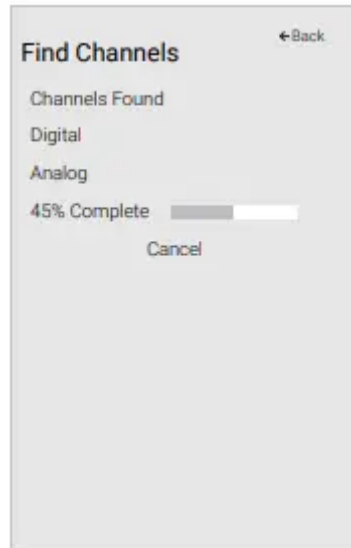 ←Back
Find Channels
Channels Found
Digital
Analog
45% Complete
Cancel